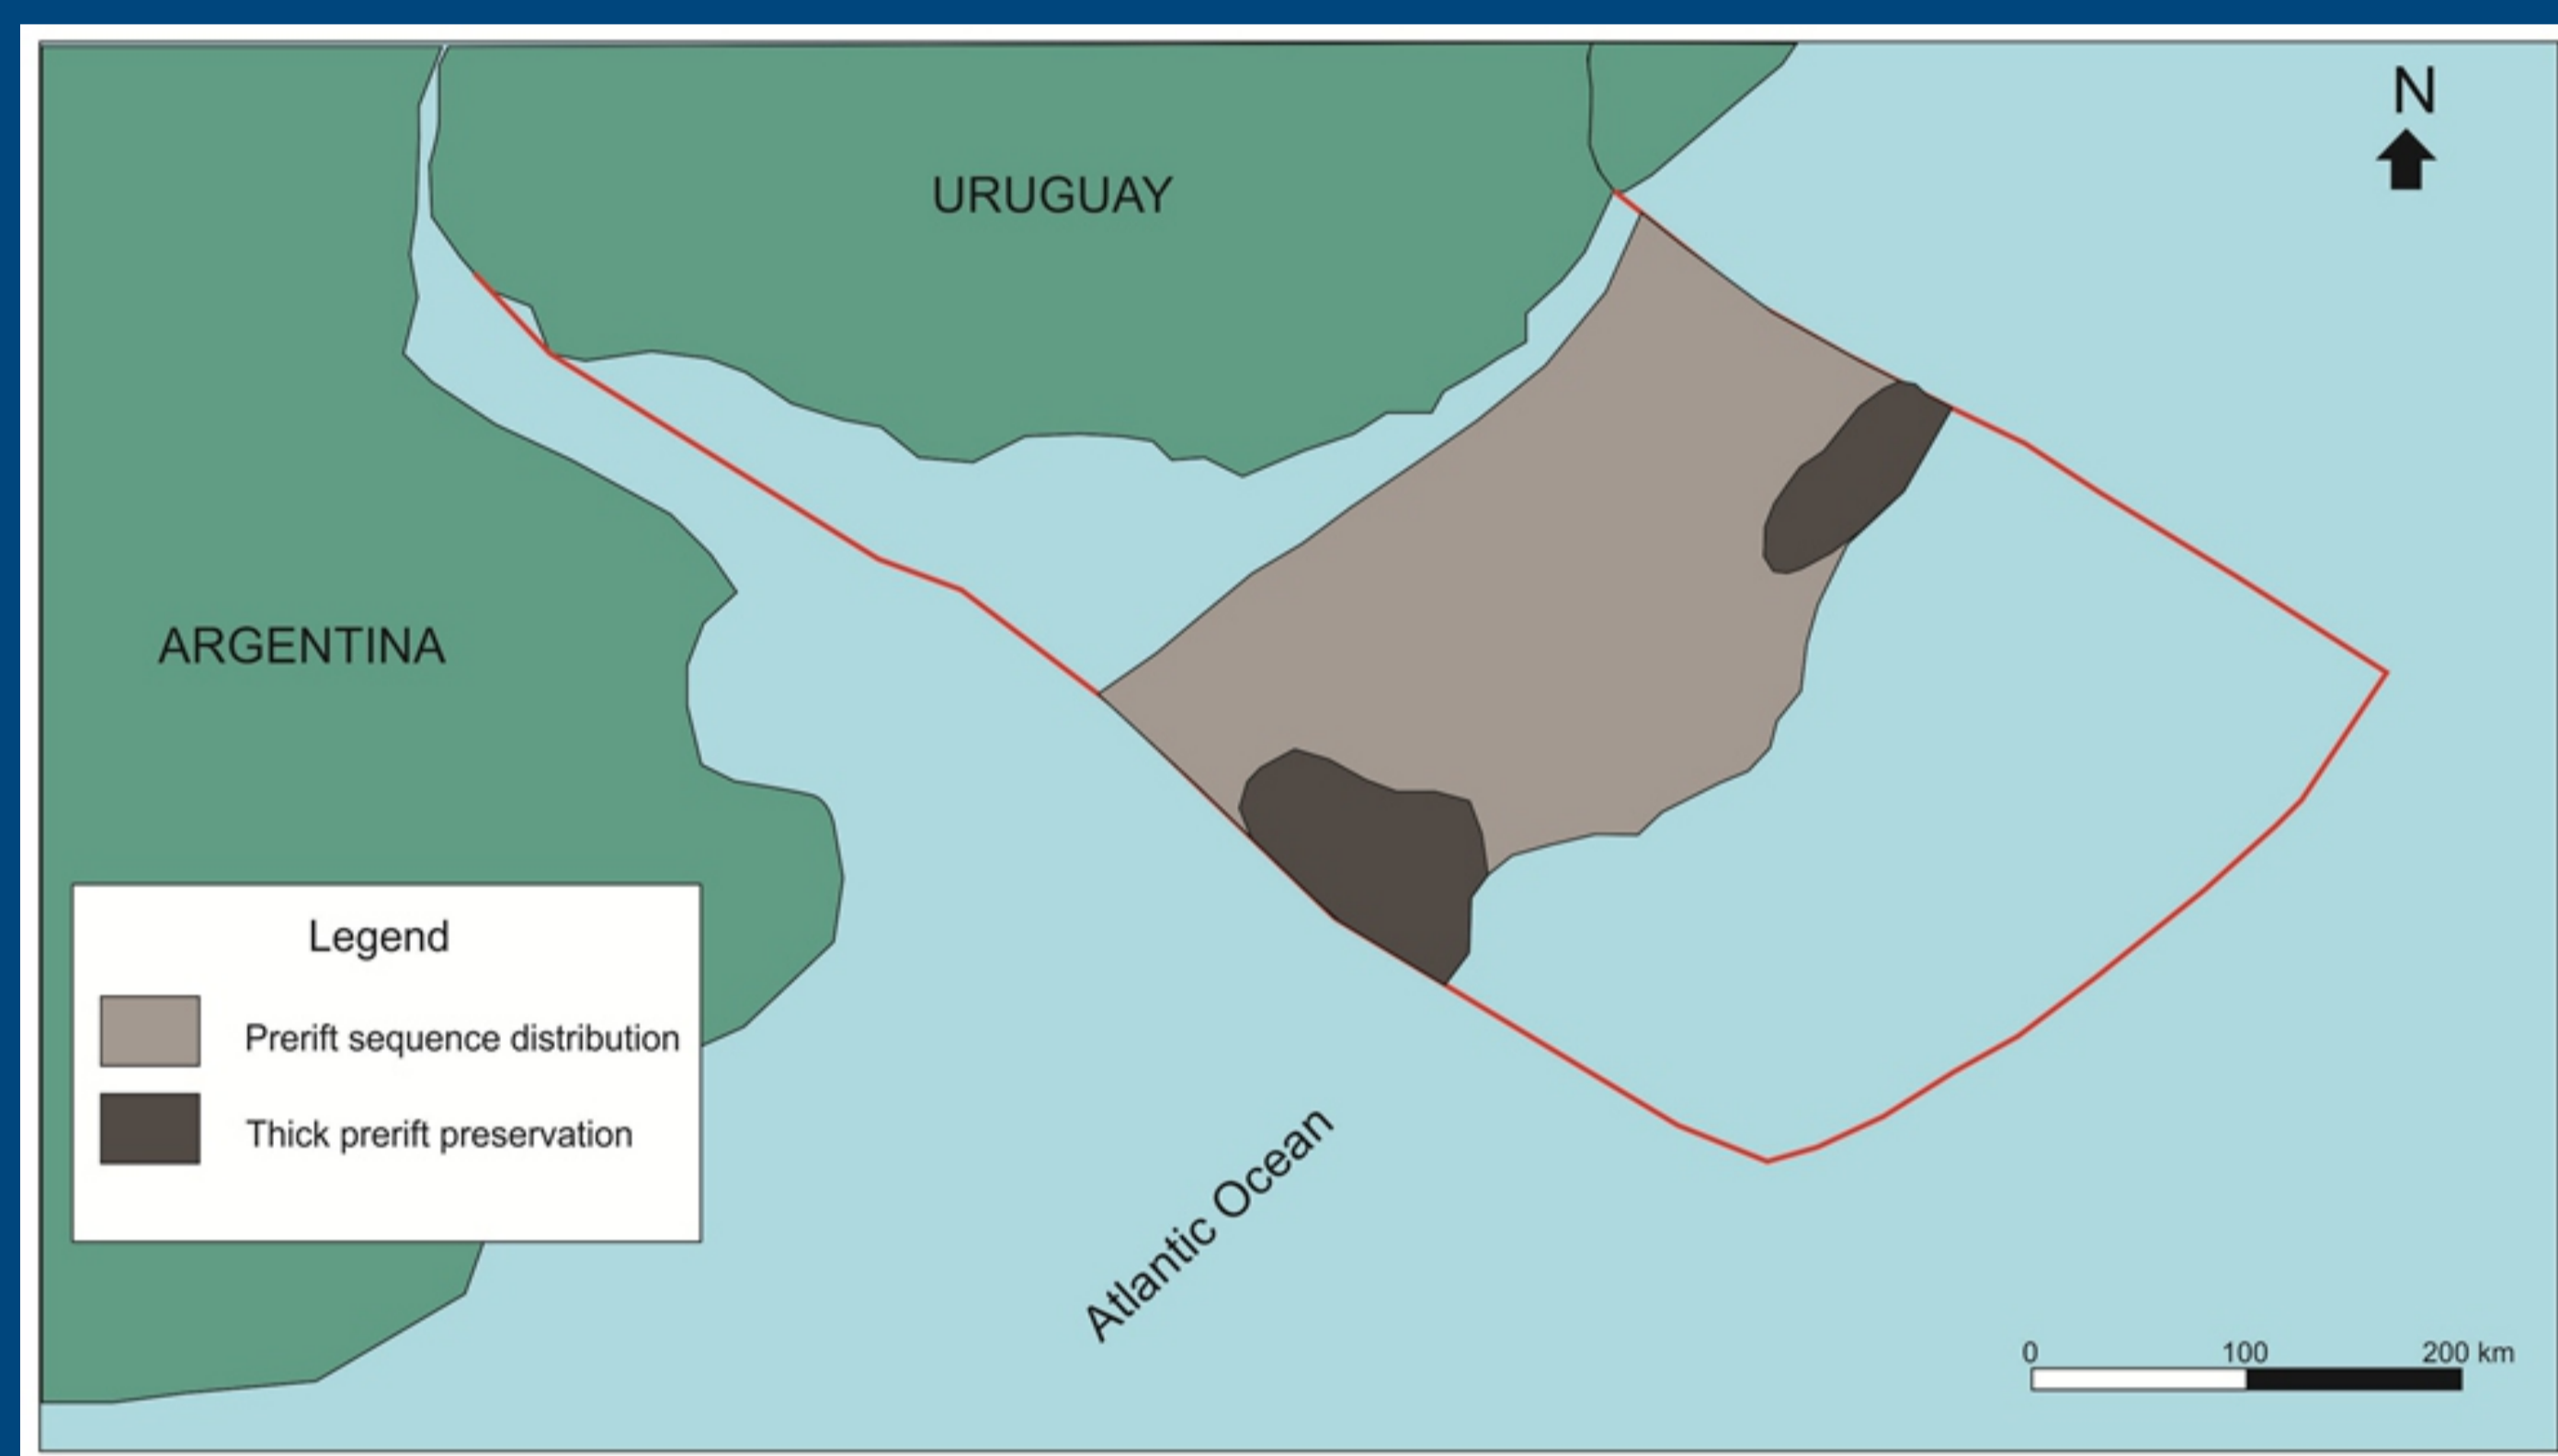 N
URUGUAY
ARGENTINA
Legend
Prerift sequence distribution
Thick prerift preservation
Atlantic Ocean
0 100 200 km